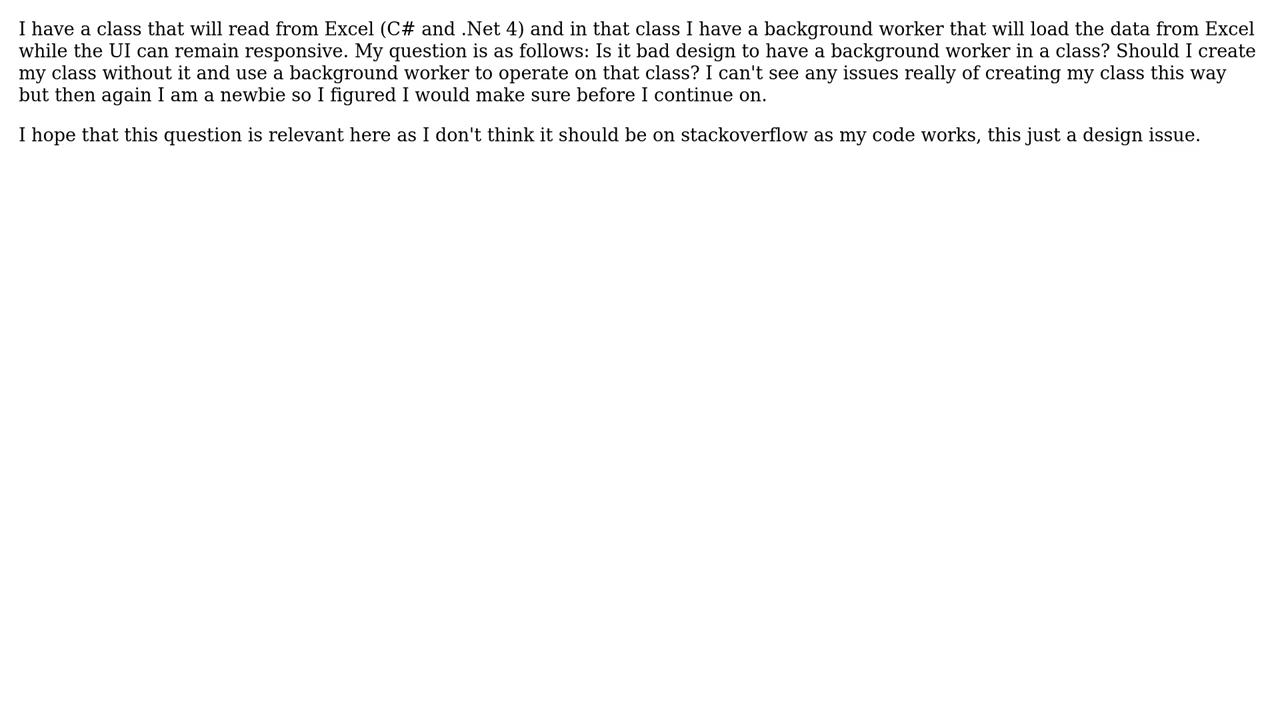 I have a class that will read from Excel (C# and .Net 4) and in that class I have a background worker that will load the data from Excel
while the UI can remain responsive. My question is as follows: Is it bad design to have a background worker in a class? Should I create
my class without it and use a background worker to operate on that class? I can't see any issues really of creating my class this way
but then again I am a newbie so I figured I would make sure before I continue on.
I hope that this question is relevant here as I don't think it should be on stackoverflow as my code works, this just a design issue.